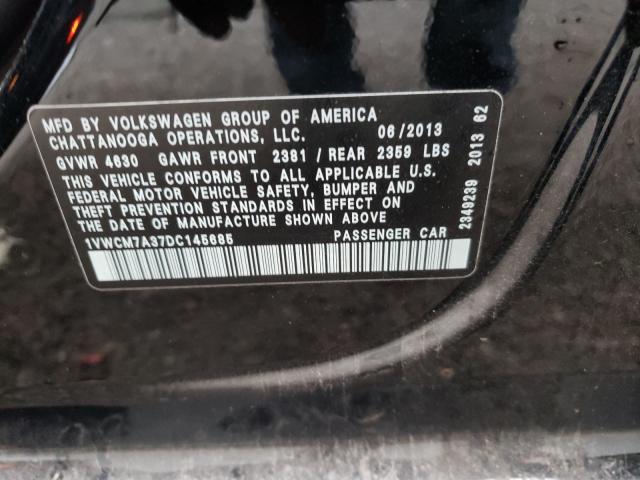 MFD BY VOLKSWAGEN GROUP OF AMERICA
CHATTANOOGA OPERATIONS, LLC. 06/2013
GVWR 4630 GAWR FRONT 2381 / REAR 2359 LBS
THIS VEHICLE CONFORMS TO ALL APPLICABLE U.S.
FEDERAL MOTOR VEHICLE SAFETY, BUMPER AND
THEFT PREVENTION STANDARDS IN EFFECT ON
THE DATE OF MANUFACTURE SHOWN ABOVE
1VWCM7A37DC145685 PASSENGER CAR
2349239 2013 62